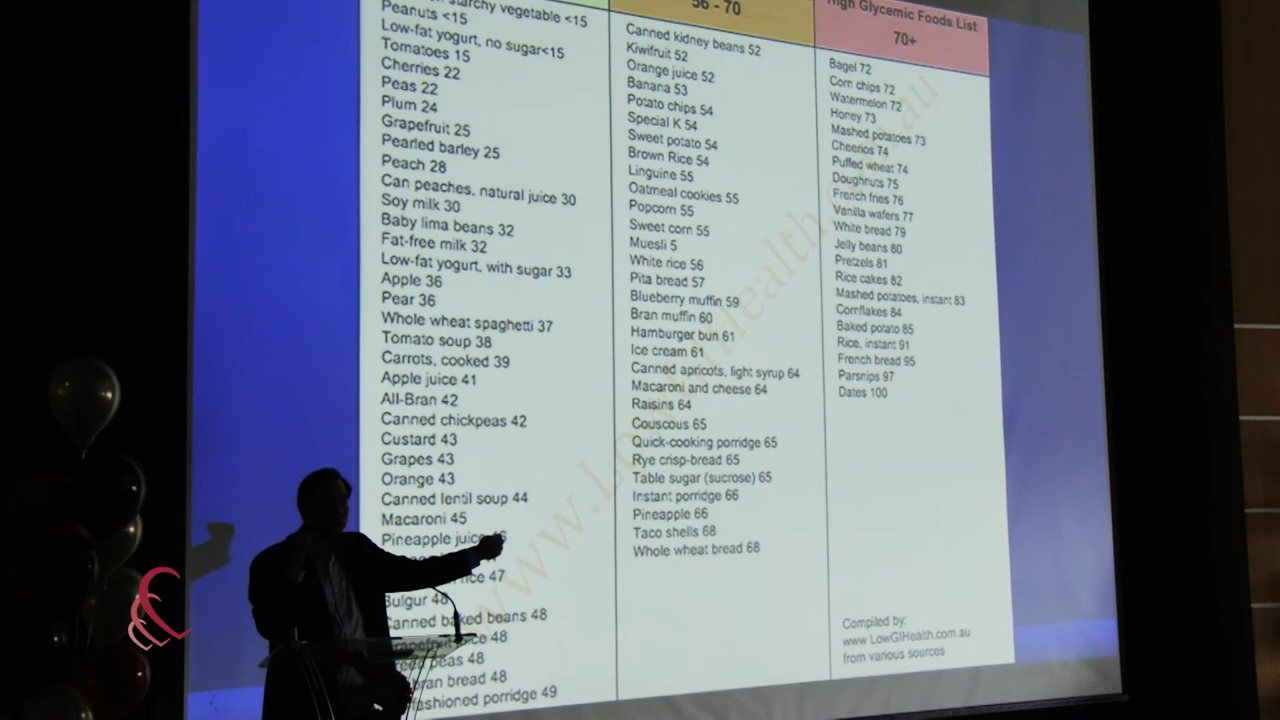 starchy vegetable <15
Peanuts <15
Low-fat yogurt, no sugar<15
Tomatoes 15
Cherries 22
Peas 22
Plum 24
Grapefruit 25
Pearled barley 25
Peach 28
Can peaches, natural juice 30
Soy milk 30
Baby lima beans 32
Fat-free milk 32
Low-fat yogurt, with sugar 33
Apple 36
Pear 36
Whole wheat spaghetti 37
Tomato soup 38
Carrots, cooked 39
Apple juice 41
All-Bran 42
Canned chickpeas 42
Custard 43
Grapes 43
Orange 43
Canned lentil soup 44
Macaroni 45
Pineapple juice 46
rice 47
Bulgur 48
Canned baked beans 48
Grapefruit juice 48
Green peas 48
bran bread 48
fashioned porridge 49
56 - 70
Canned kidney beans 52
Kiwifruit 52
Orange juice 52
Banana 53
Potato chips 54
Special K 54
Sweet potato 54
Brown Rice 54
Linguine 55
Oatmeal cookies 55
Popcorn 55
Sweet corn 55
Muesli 5
White rice 56
Pita bread 57
Blueberry muffin 59
Bran muffin 60
Hamburger bun 61
Ice cream 61
Canned apricots, light syrup 64
Macaroni and cheese 64
Raisins 64
Couscous 65
Quick-cooking porridge 65
Rye crisp-bread 65
Table sugar (sucrose) 65
Instant porridge 66
Pineapple 66
Taco shells 68
Whole wheat bread 68
High Glycemic Foods List
70+
Bagel 72
Corn chips 72
Watermelon 72
Honey 73
Mashed potatoes 73
Cheerios 74
Puffed wheat 74
Doughnuts 75
French fries 76
Vanilla wafers 77
White bread 79
Jelly beans 80
Pretzels 81
Rice cakes 82
Mashed potatoes, instant 83
Cornflakes 84
Baked potato 85
Rice, instant 91
French bread 95
Parsnips 97
Dates 100
Compiled by:
www.LowGIHealth.com.au
from various sources